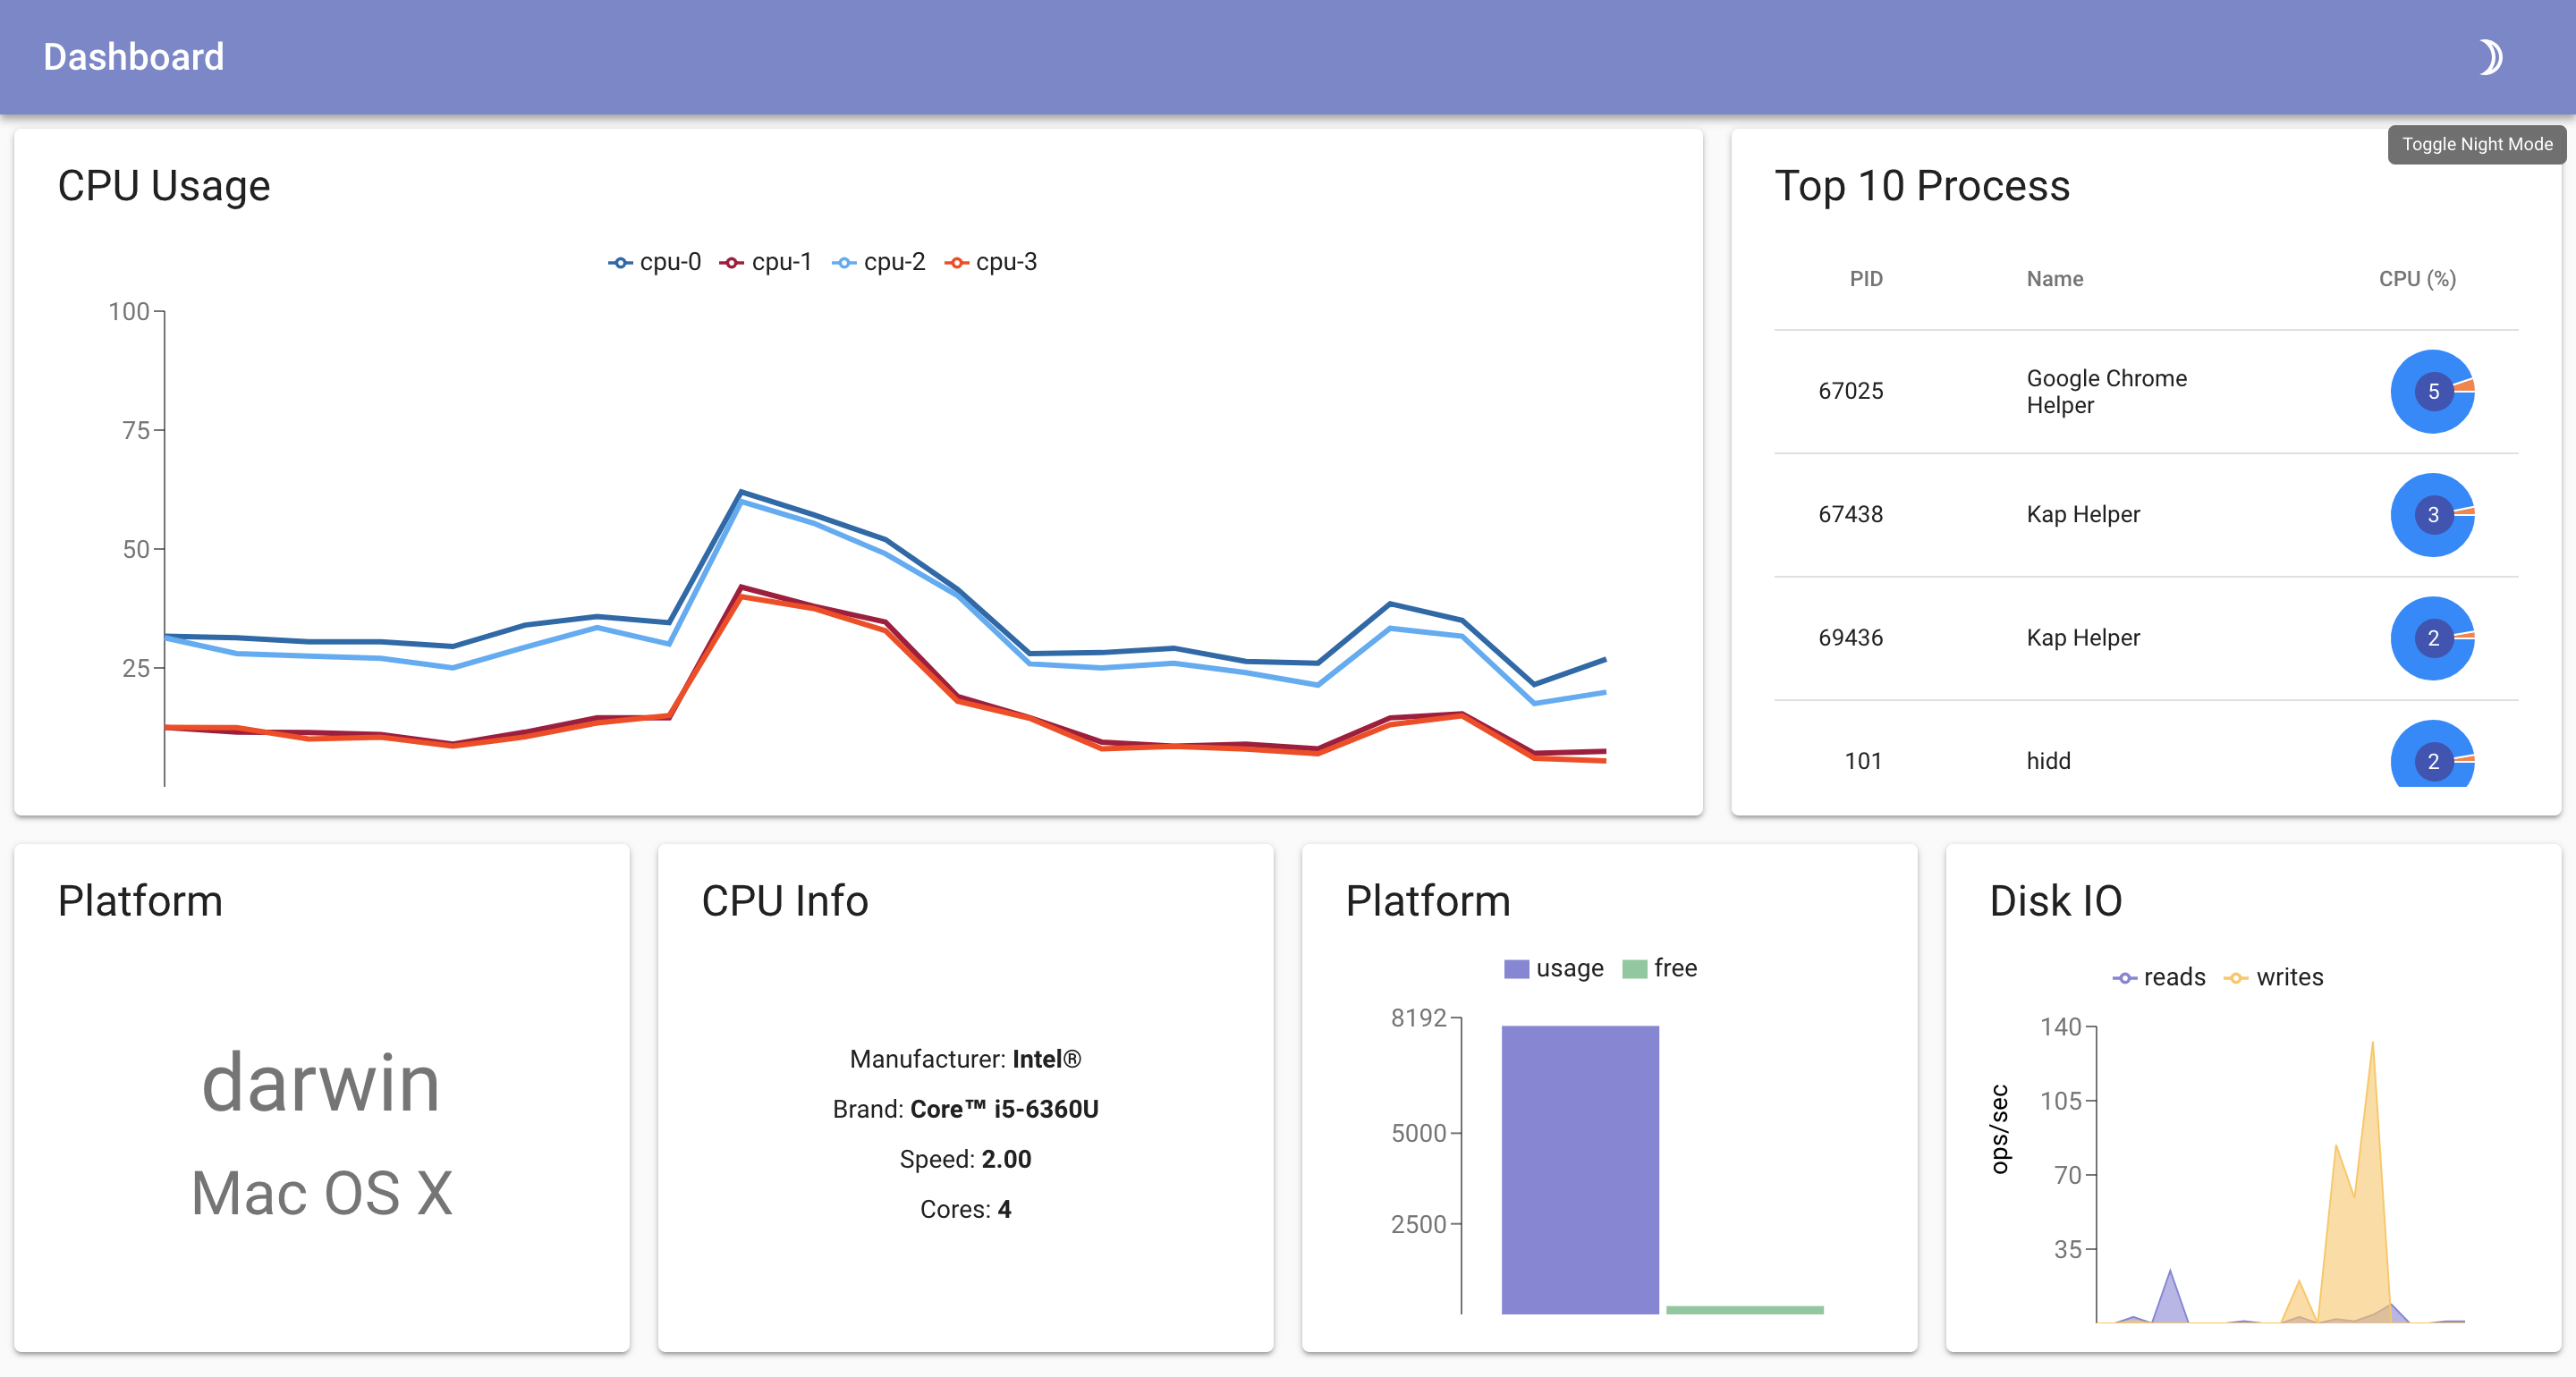 Dashboard
Toggle Night Mode
CPU Usage
cpu-0 cpu-1 cpu-2 cpu-3
100
75
50
25
Top 10 Process
PID Name CPU (%)
67025 Google Chrome 5
Helper
67438 Kap Helper 3
69436 Kap Helper 2
101 hidd 2
Platform
darwin
Mac OS X
CPU Info
Manufacturer: Intel®
Brand: Core™ i5-6360U
Speed: 2.00
Cores: 4
Platform
usage free
8192
5000
2500
Disk IO
reads writes
ops/sec
140
105
70
35